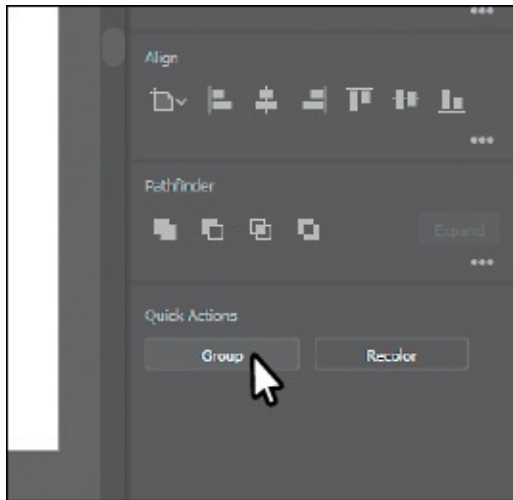 Align
Pathfinder
Expand
Quick Actions
Group Recolor